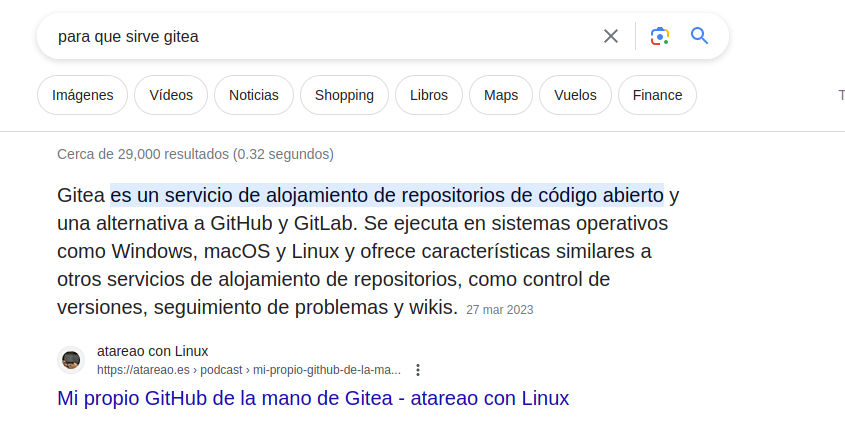 para que sirve gitea
Imágenes
Vídeos
Noticias
Shopping
Libros
Maps
Vuelos
Finance
T
Cerca de 29,000 resultados (0.32 segundos)
Gitea es un servicio de alojamiento de repositorios de código abierto y
una alternativa a GitHub y GitLab. Se ejecuta en sistemas operativos
como Windows, macOS y Linux y ofrece características similares a
otros servicios de alojamiento de repositorios, como control de
versiones, seguimiento de problemas y wikis. 27 mar 2023
atareao con Linux
https://atareao.es › podcast › mi-propio-github-de-la-ma...
Mi propio GitHub de la mano de Gitea - atareao con Linux